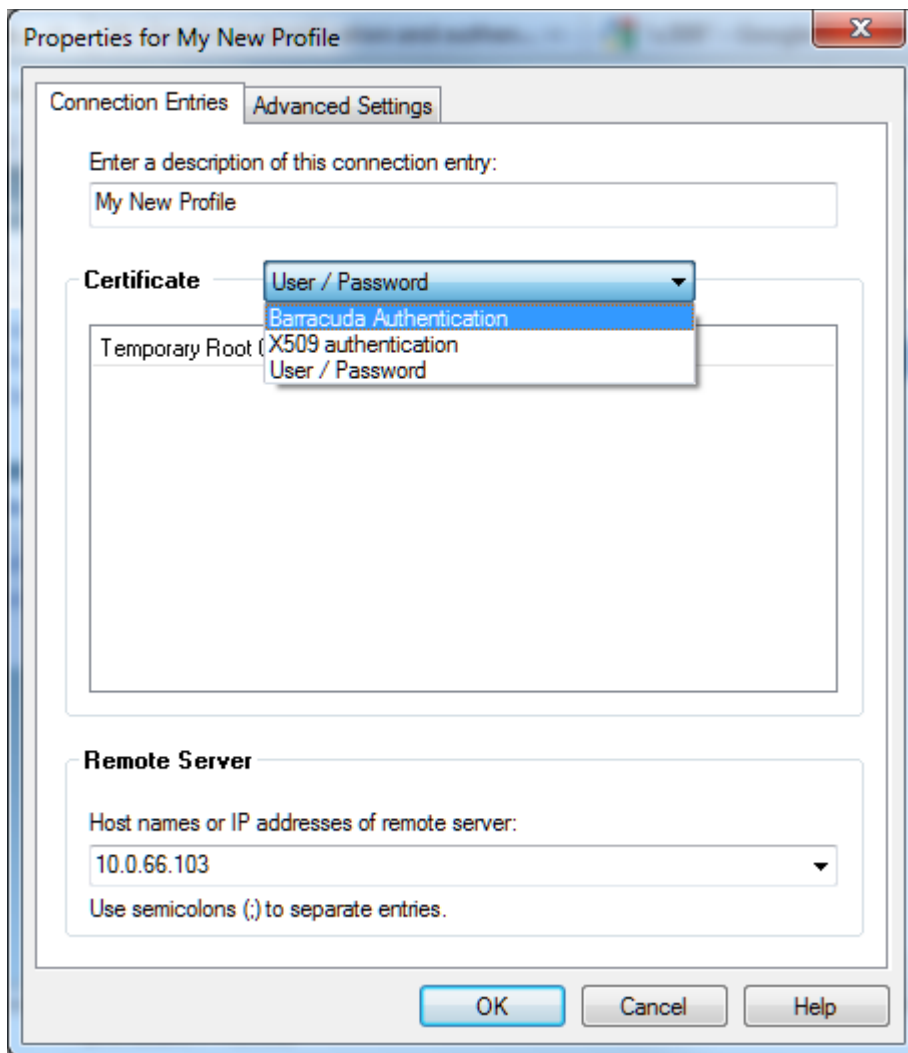 Properties for My New Profile
Connection Entries
Advanced Settings
Enter a description of this connection entry:
My New Profile
Certificate
User / Password
Barracuda Authentication
X509 authentication
User / Password
Temporary Root
Remote Server
Host names or IP addresses of remote server:
10.0.66.103
Use semicolons (;) to separate entries.
OK
Cancel
Help